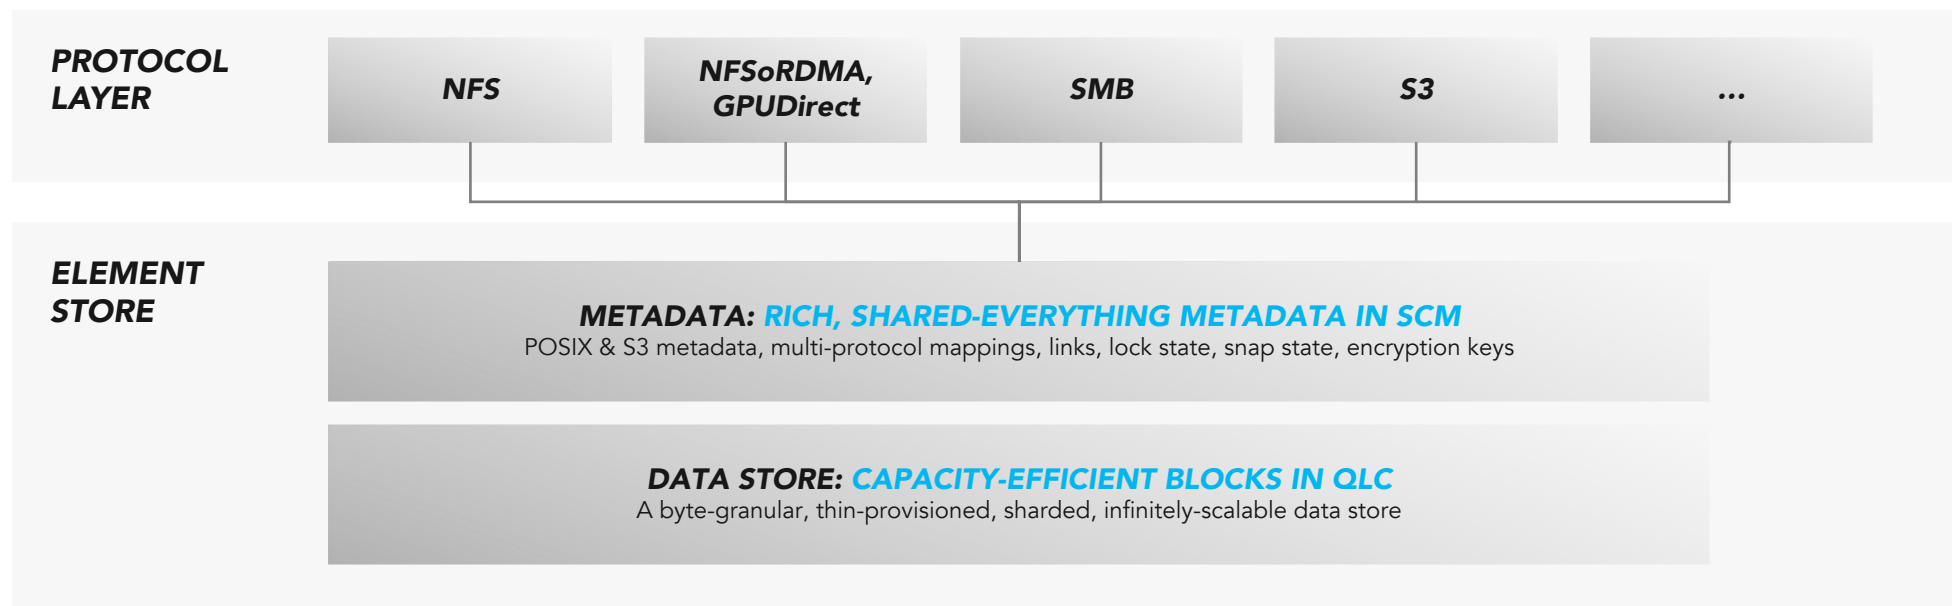 PROTOCOL
LAYER
NFS
NFSoRDMA,
GPUDirect
SMB
S3
...
ELEMENT
STORE
METADATA: RICH, SHARED-EVERYTHING METADATA IN SCM
POSIX & S3 metadata, multi-protocol mappings, links, lock state, snap state, encryption keys
DATA STORE: CAPACITY-EFFICIENT BLOCKS IN QLC
A byte-granular, thin-provisioned, sharded, infinitely-scalable data store